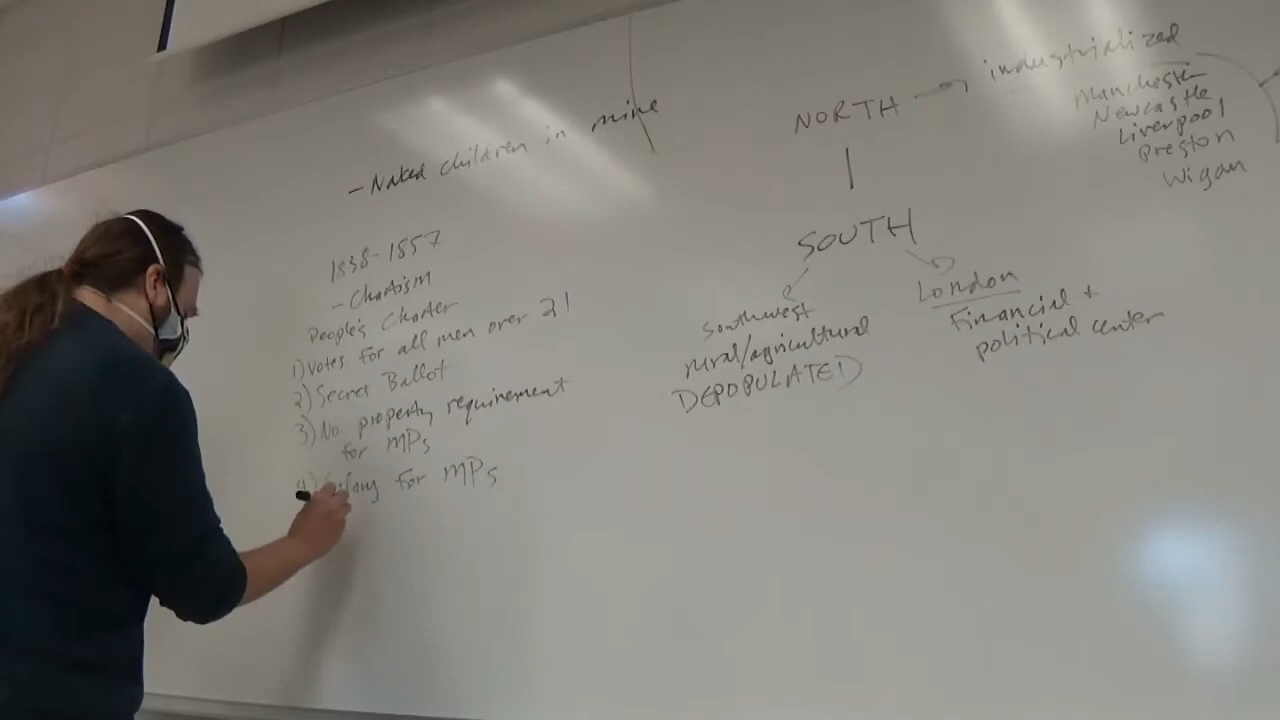 - Naked children in mine
1838-1857
- Chartism
People's Charter
1) Votes for all men over 21
2) Secret Ballot
3) No property requirement
for MPs
4) Salary for MPs
NORTH
industrialized
Manchester
Newcastle
Liverpool
Preston
Wigan
SOUTH
Southwest
rural/agricultural
DEPOPULATED
London
Financial +
political center